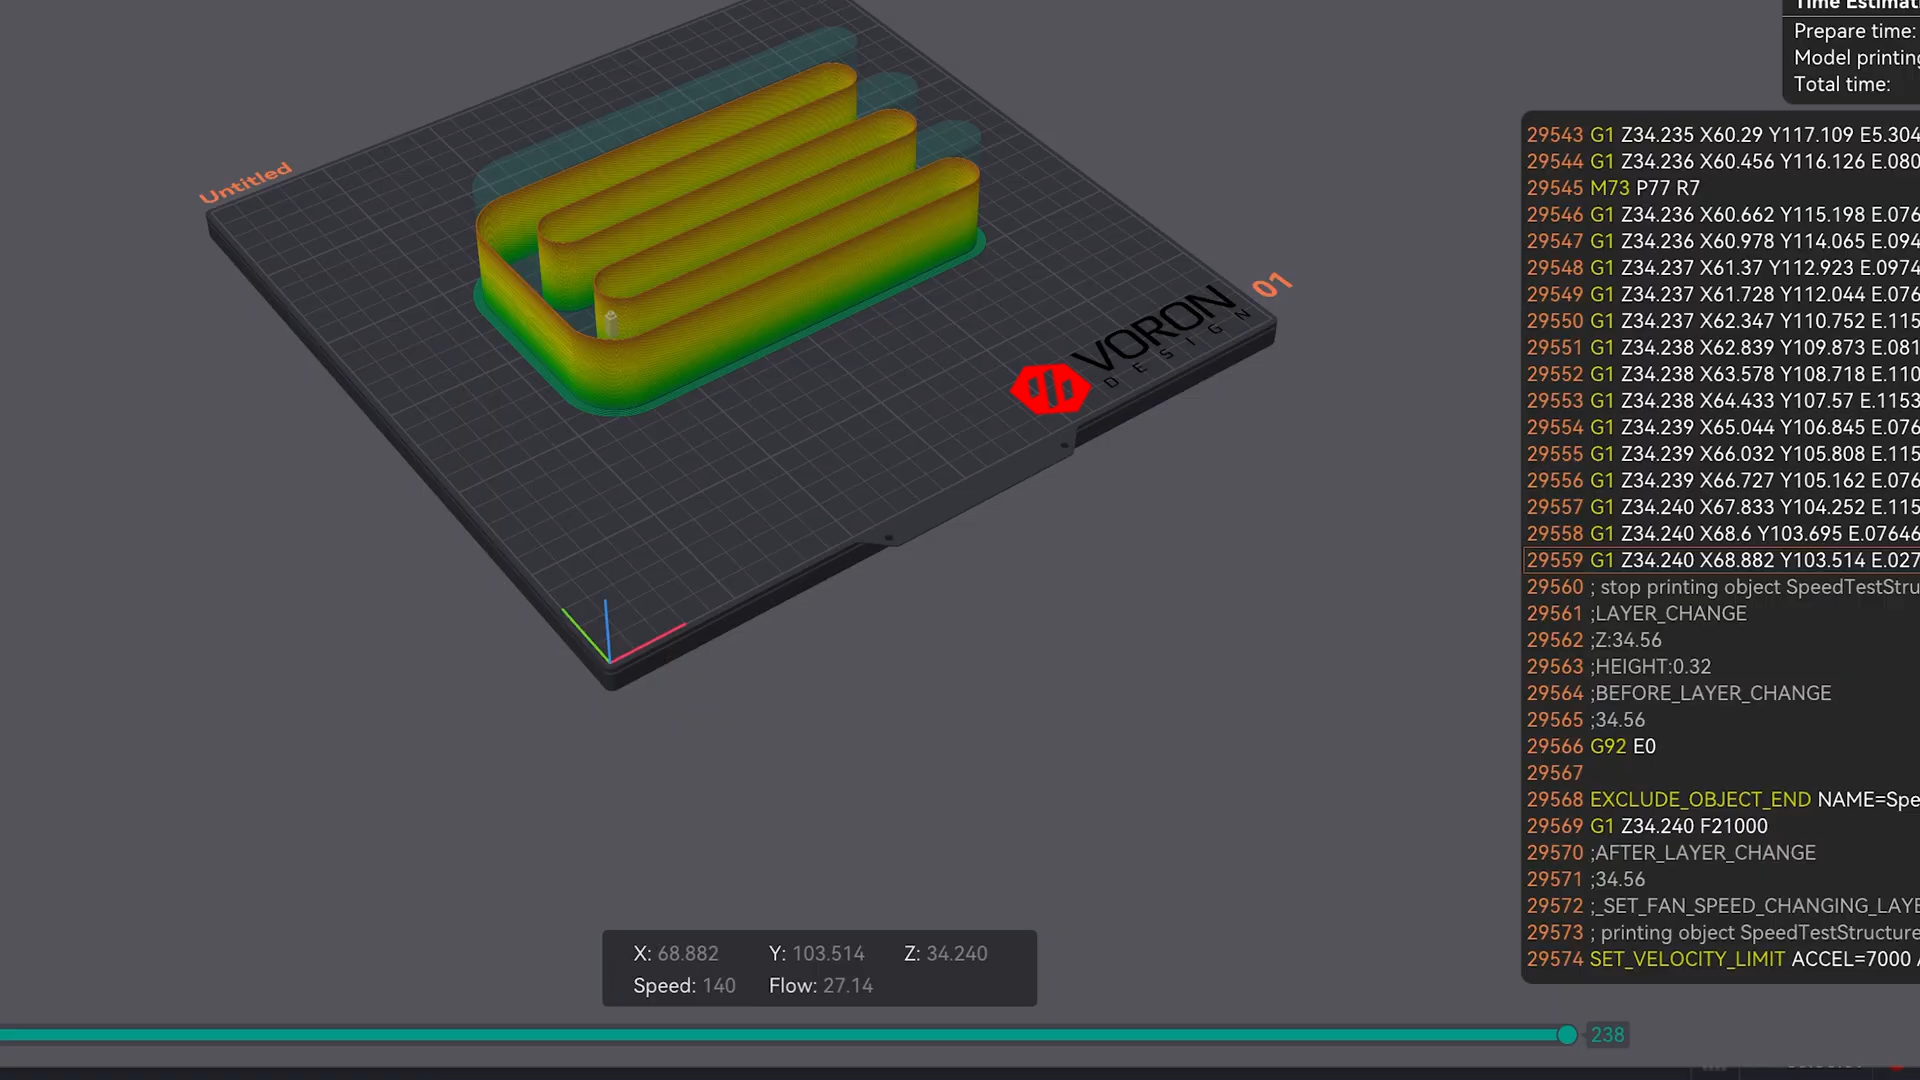 Time Estimati
Prepare time:
Model printing
Total time:
Untitled
01
VORON
DESIGN
29543 G1 Z34.235 X60.29 Y117.109 E5.304
29544 G1 Z34.236 X60.456 Y116.126 E.080
29545 M73 P77 R7
29546 G1 Z34.236 X60.662 Y115.198 E.076
29547 G1 Z34.236 X60.978 Y114.065 E.094
29548 G1 Z34.237 X61.37 Y112.923 E.0974
29549 G1 Z34.237 X61.728 Y112.044 E.076
29550 G1 Z34.237 X62.347 Y110.752 E.115
29551 G1 Z34.238 X62.839 Y109.873 E.081
29552 G1 Z34.238 X63.578 Y108.718 E.110
29553 G1 Z34.238 X64.433 Y107.57 E.1153
29554 G1 Z34.239 X65.044 Y106.845 E.076
29555 G1 Z34.239 X66.032 Y105.808 E.115
29556 G1 Z34.239 X66.727 Y105.162 E.076
29557 G1 Z34.240 X67.833 Y104.252 E.115
29558 G1 Z34.240 X68.6 Y103.695 E.07646
29559 G1 Z34.240 X68.882 Y103.514 E.027
29560 ; stop printing object SpeedTestStru
29561 ;LAYER_CHANGE
29562 ;Z:34.56
29563 ;HEIGHT:0.32
29564 ;BEFORE_LAYER_CHANGE
29565 ;34.56
29566 G92 E0
29567
29568 EXCLUDE_OBJECT_END NAME=Spe
29569 G1 Z34.240 F21000
29570 ;AFTER_LAYER_CHANGE
29571 ;34.56
29572 ;_SET_FAN_SPEED_CHANGING_LAYE
29573 ; printing object SpeedTestStructure
29574 SET_VELOCITY_LIMIT ACCEL=7000
X: 68.882 Y: 103.514 Z: 34.240
Speed: 140 Flow: 27.14
238